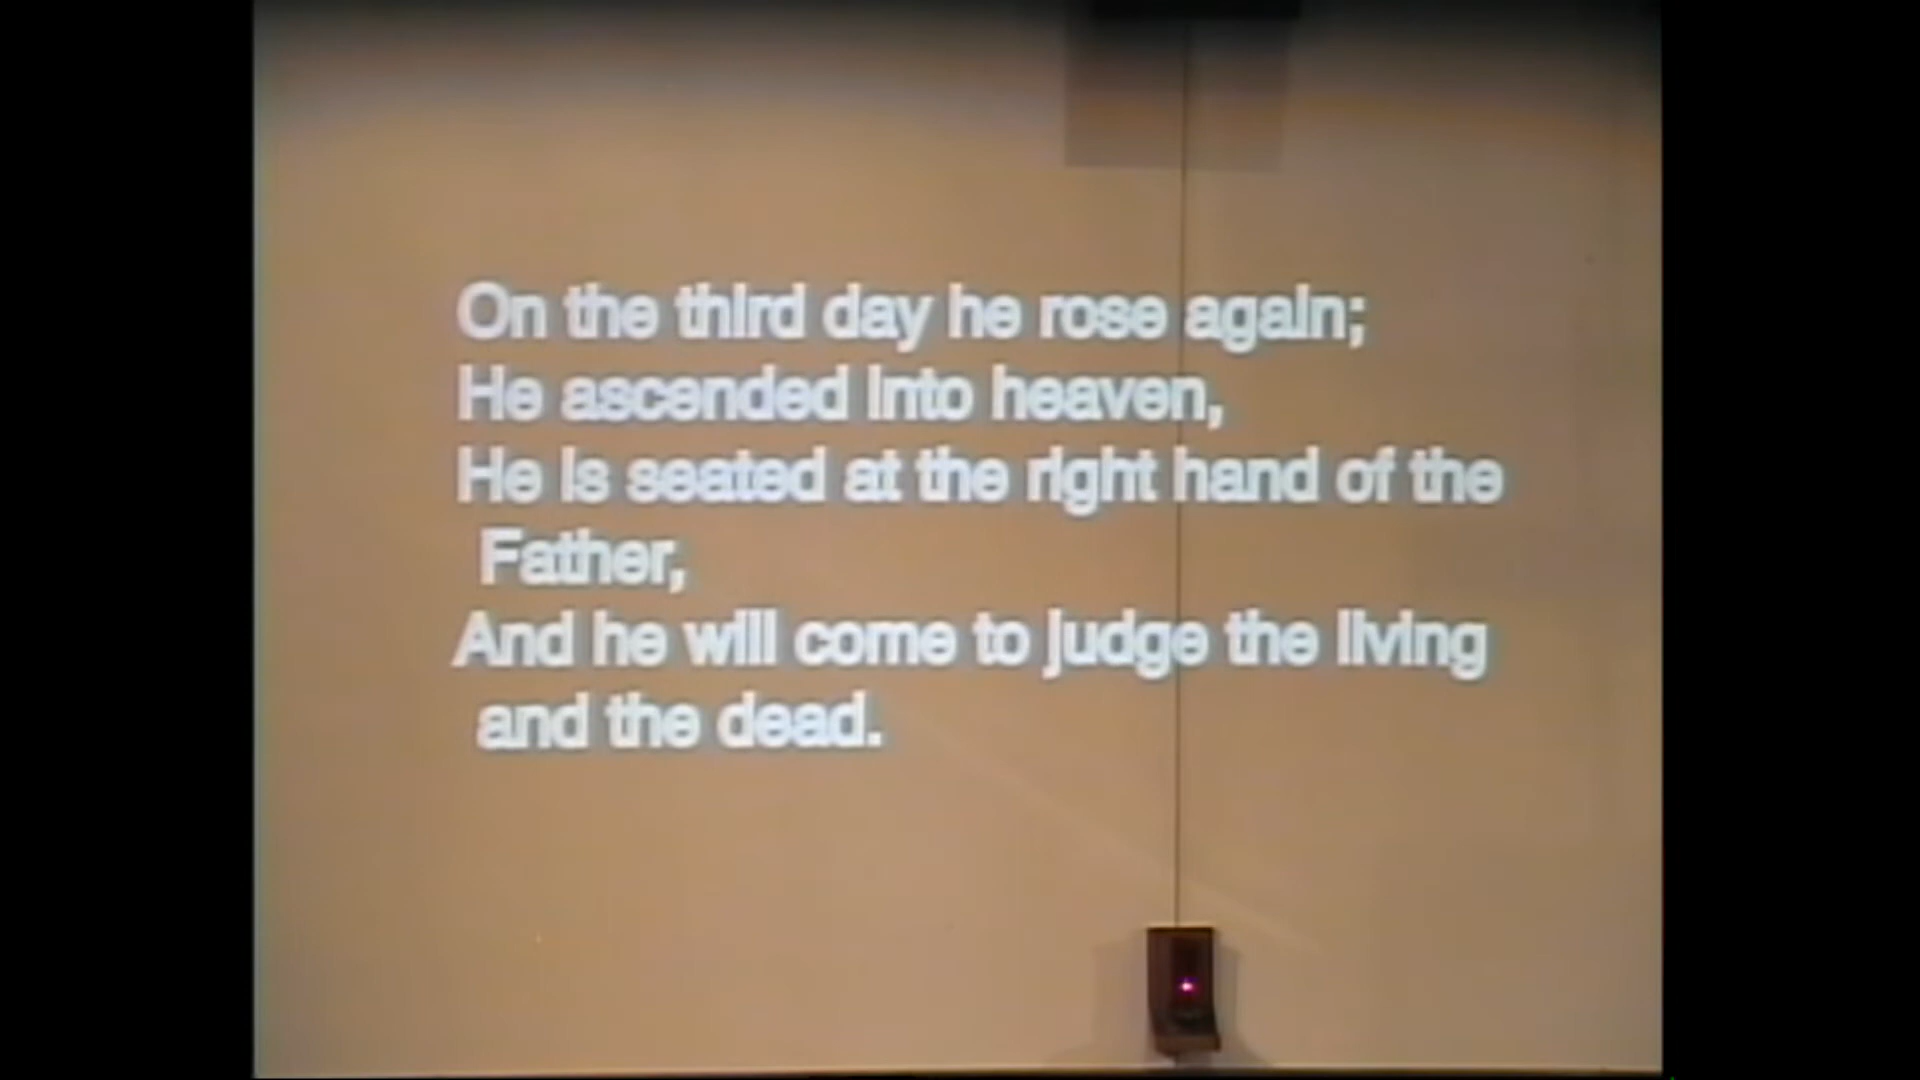 On the third day he rose again;
He ascended into heaven,
He is seated at the right hand of the
Father,
And he will come to judge the living
and the dead.